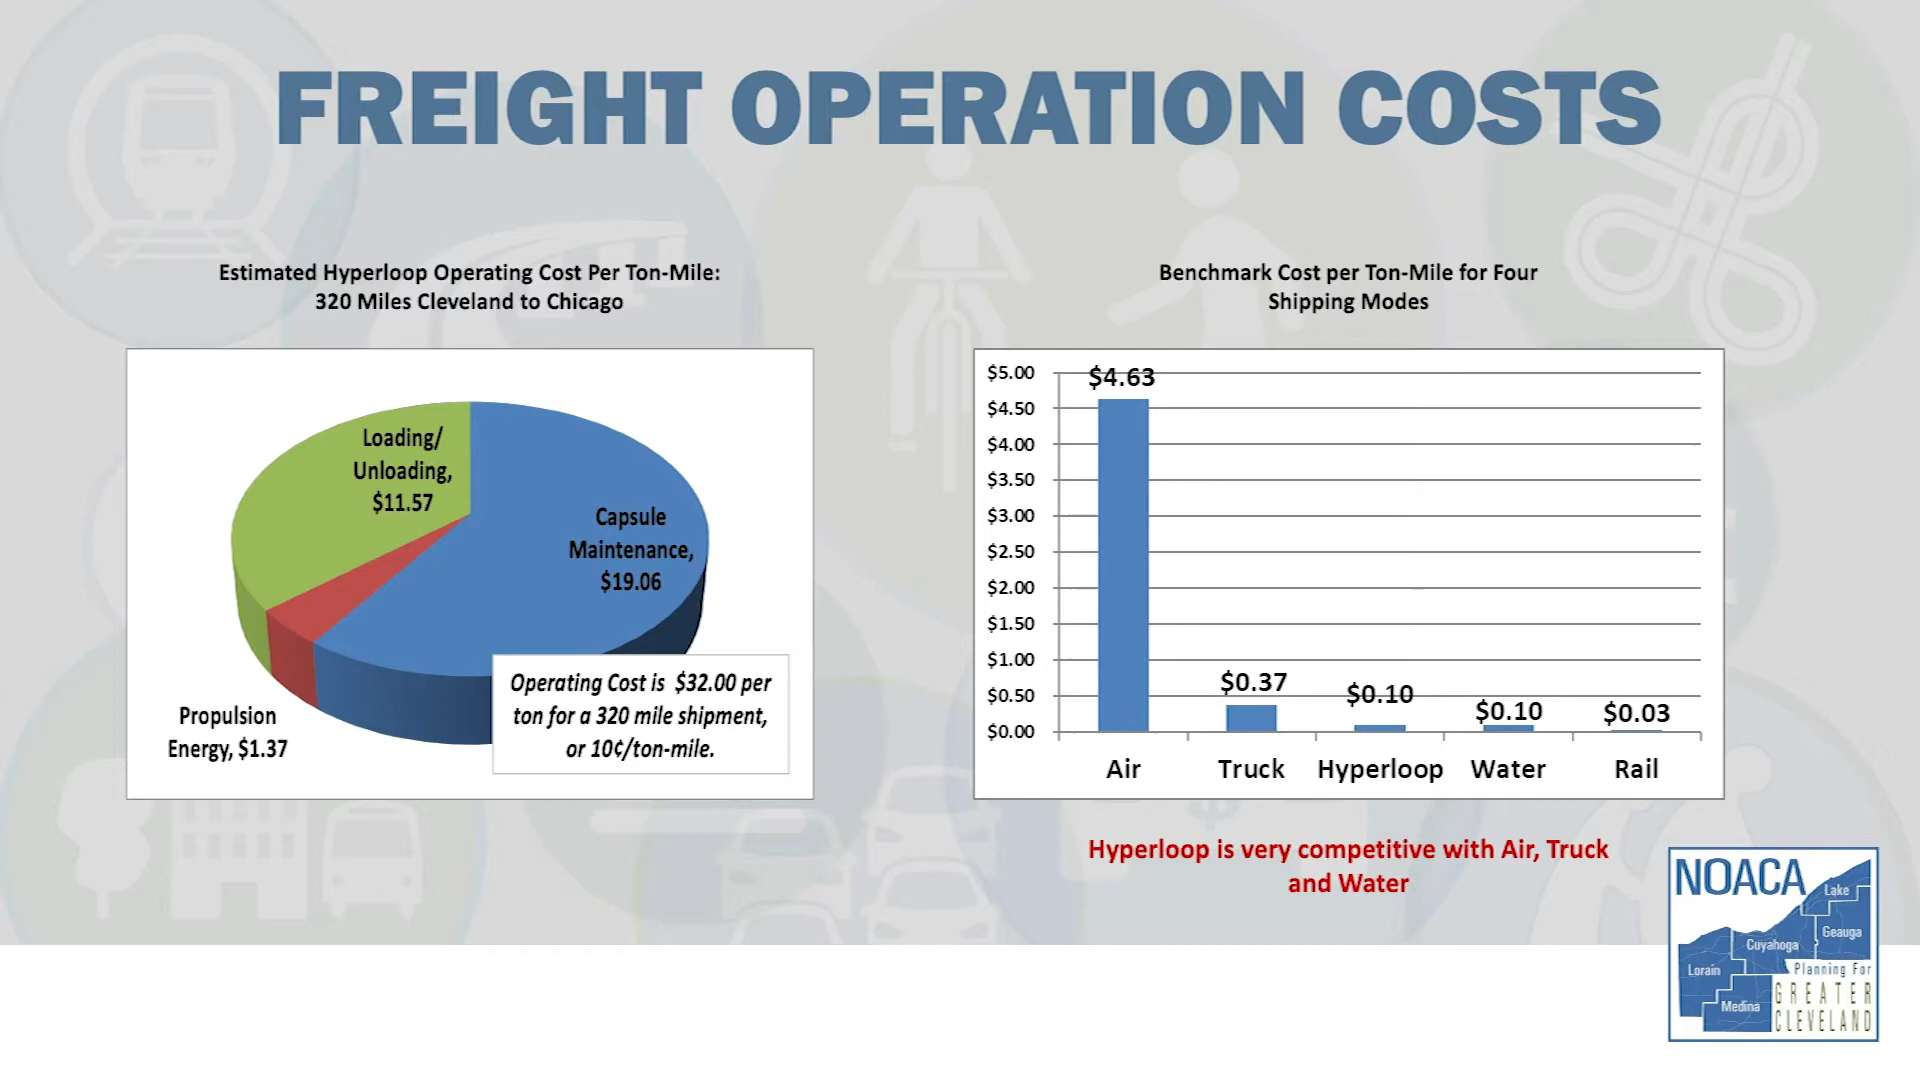 FREIGHT OPERATION COSTS
Estimated Hyperloop Operating Cost Per Ton-Mile:
320 Miles Cleveland to Chicago
Loading/
Unloading,
$11.57
Capsule
Maintenance,
$19.06
Propulsion
Energy, $1.37
Operating Cost is $32.00 per
ton for a 320 mile shipment,
or 10¢/ton-mile.
Benchmark Cost per Ton-Mile for Four
Shipping Modes
$5.00
$4.50
$4.00
$3.50
$3.00
$2.50
$2.00
$1.50
$1.00
$0.50
$0.00
$4.63
$0.37
$0.10
$0.10
$0.03
Air
Truck
Hyperloop
Water
Rail
Hyperloop is very competitive with Air, Truck
and Water
NOACA
Lake
Geauga
Cuyahoga
Lorain
Medina
Planning For
GREATER
CLEVELAND